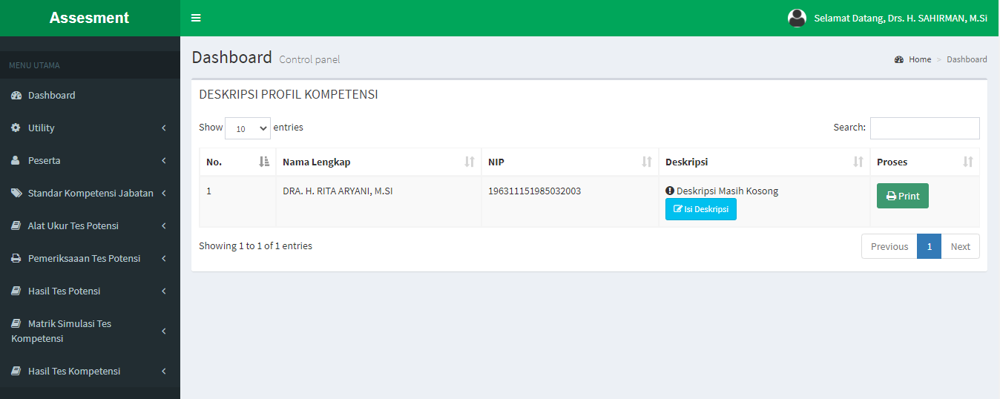 Assesment
Selamat Datang, Drs. H. SAHIRMAN, M.Si
MENU UTAMA
Dashboard
Utility
Peserta
Standar Kompetensi Jabatan
Alat Ukur Tes Potensi
Pemeriksaaan Tes Potensi
Hasil Tes Potensi
Matrik Simulasi Tes
Kompetensi
Hasil Tes Kompetensi
Dashboard Control panel
Home > Dashboard
DESKRIPSI PROFIL KOMPETENSI
Show 10 entries
Search:
No. Nama Lengkap NIP Deskripsi Proses
1 DRA. H. RITA ARYANI, M.SI 196311151985032003 Deskripsi Masih Kosong Print
Isi Deskripsi
Showing 1 to 1 of 1 entries
Previous 1 Next